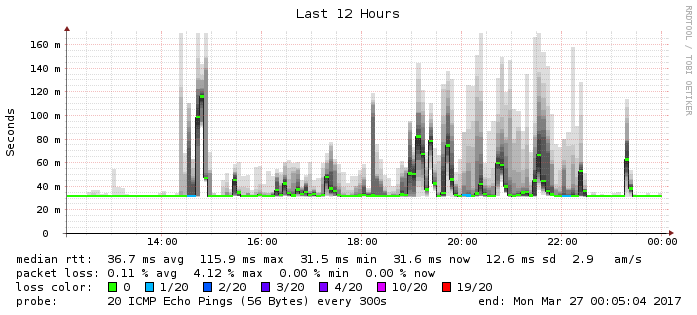 Last 12 Hours
RRDTOOL / TOBI OETIKER
Seconds
160 m
140 m
120 m
100 m
80 m
60 m
40 m
20 m
0
14:00 16:00 18:00 20:00 22:00 00:00
median rtt: 36.7 ms avg 115.9 ms max 31.5 ms min 31.6 ms now 12.6 ms sd 2.9 am/s
packet loss: 0.11 % avg 4.12 % max 0.00 % min 0.00 % now
loss color: 0 1/20 2/20 3/20 4/20 10/20 19/20
probe: 20 ICMP Echo Pings (56 Bytes) every 300s end: Mon Mar 27 00:05:04 2017